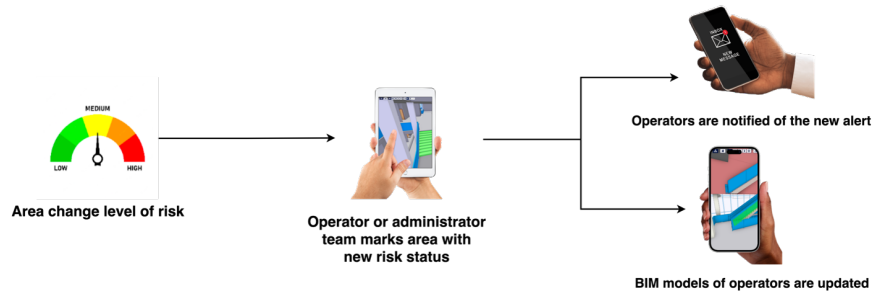 MEDIUM
LOW
HIGH
Area change level of risk
Operator or administrator
team marks area with
new risk status
INBOX
NEW
MESSAGE
Operators are notified of the new alert
BIM models of operators are updated